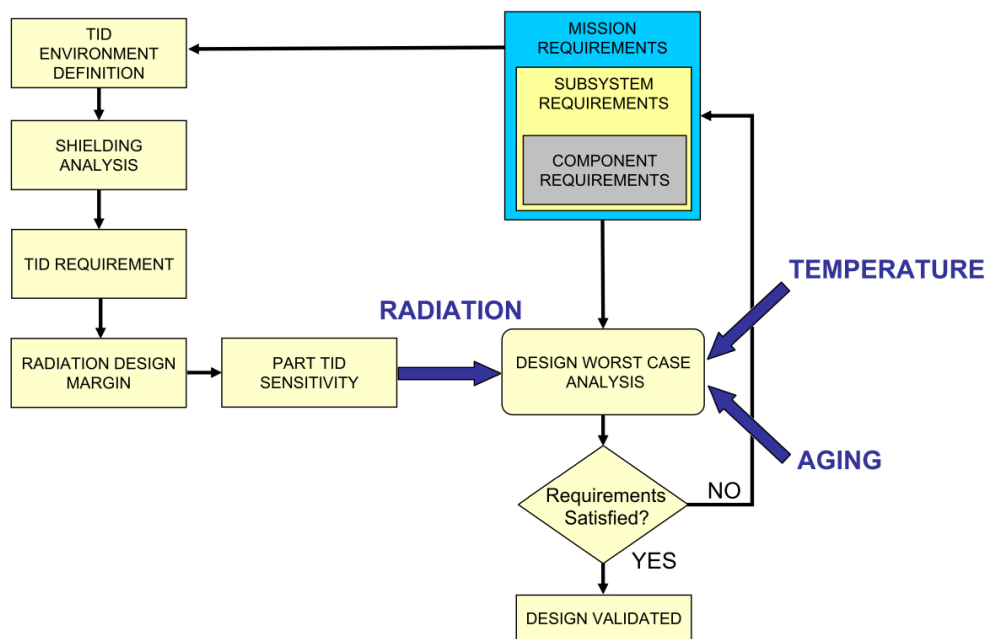 TID
ENVIRONMENT
DEFINITION
SHIELDING
ANALYSIS
TID REQUIREMENT
RADIATION DESIGN
MARGIN
PART TID
SENSITIVITY
RADIATION
MISSION
REQUIREMENTS
SUBSYSTEM
REQUIREMENTS
COMPONENT
REQUIREMENTS
TEMPERATURE
DESIGN WORST CASE
ANALYSIS
AGING
Requirements
Satisfied?
NO
YES
DESIGN VALIDATED